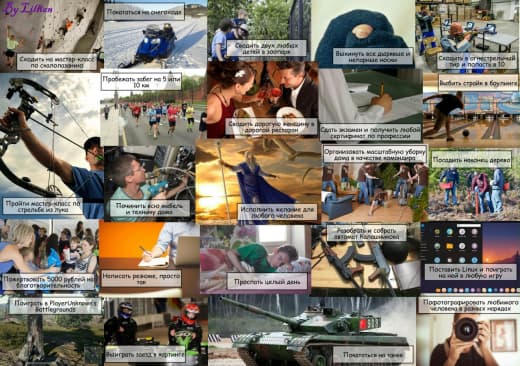 By Lilhen
Сходить на мастер-класс
по скалолазанию
Покататься на снегоходе
Сводить двух любых
детей в зоопарк
Выкинуть все дырявые и
непарные носки
Сходить в огнестрельный
тир и попасть в 10
Пробежать забег на 5 или
10 км
Сводить дорогую женщину в
дорогой ресторан
Сдать экзамен и получить любой
сертификат по профессии
Выбить страйк в боулинге
Пройти мастер-класс по
стрельбе из лука
Починить всю мебель
и технику дома
Исполнить желание для
любого человека
Организовать масштабную уборку
дома в качестве командира
Посадить наконец дерево
Пожертвовать 5000 рублей на
благотворительность
Написать резюме, просто
так
Проспать целый день
Разобрать и собрать
автомат Калашникова
Поставить Linux и поиграть
на ней в любую игру
Поиграть в PlayerUnknown's
Battlegrounds
Выиграть заезд в картинге
Покататься на танке
Сфотографировать любимого
человека в разных нарядах